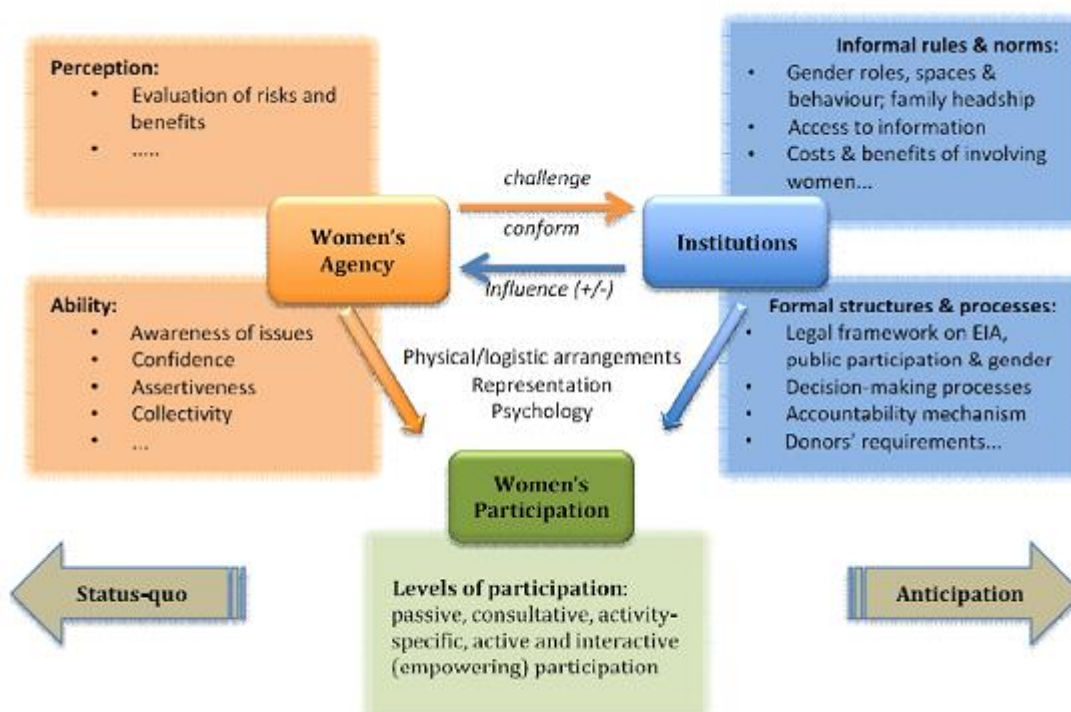 Perception:
• Evaluation of risks and
benefits
• .....
Informal rules & norms:
• Gender roles, spaces &
behaviour; family headship
• Access to information
• Costs & benefits of involving
women...
challenge
conform
Influence (+/-)
Women's
Agency
Institutions
Ability:
• Awareness of issues
• Confidence
• Assertiveness
• Collectivity
• ...
Physical/logistic arrangements
Representation
Psychology
Formal structures & processes:
• Legal framework on EIA,
public participation & gender
• Decision-making processes
• Accountability mechanism
• Donors' requirements...
Women's
Participation
Status-quo
Levels of participation:
passive, consultative, activity-
specific, active and interactive
(empowering) participation
Anticipation